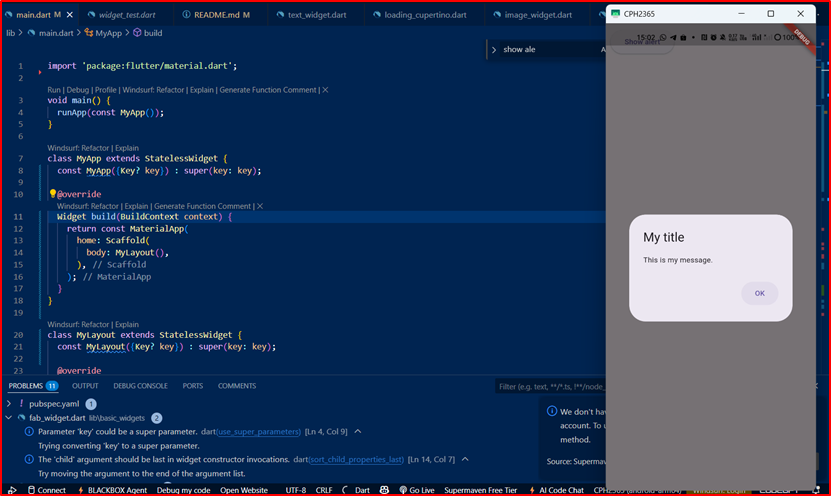 main.dart M
widget_test.dart
README.md M
text_widget.dart
loading_cupertino.dart
image_widget.dart
lib > main.dart > MyApp > build
show ale
1 import 'package:flutter/material.dart';
2
Run | Debug | Profile | Windsurf: Refactor | Explain | Generate Function Comment | X
3 void main() {
4 runApp(const MyApp());
5 }
6
Windsurf: Refactor | Explain
7 class MyApp extends StatelessWidget {
8 const MyApp({Key? key}) : super(key: key);
9
10 @override
Windsurf: Refactor | Explain | Generate Function Comment | X
11 Widget build(BuildContext context) {
12 return const MaterialApp(
13 home: Scaffold(
14 body: MyLayout(),
15 ), // Scaffold
16 ); // MaterialApp
17 }
18 }
19
Windsurf: Refactor | Explain
20 class MyLayout extends StatelessWidget {
21 const MyLayout({Key? key}) : super(key: key);
22
23 @override
PROBLEMS 11 OUTPUT DEBUG CONSOLE PORTS COMMENTS
Filter (e.g. text, **/*.ts, !**/node_
pubspec.yaml 1
fab_widget.dart lib\basic_widgets 2
Parameter 'key' could be a super parameter. dart(use_super_parameters) [Ln 4, Col 9]
Trying converting 'key' to a super parameter.
The 'child' argument should be last in widget constructor invocations. dart(sort_child_properties_last) [Ln 14, Col 7]
Try moving the argument to the end of the argument list.
We don't hav
account. To u
method.
Source: Supermav
Connect BLACKBOX Agent Debug my code Open Website UTF-8 CRLF Dart Go Live Supermaven Free Tier AI Code Chat
CPH2365
15:02
Show alert
DEBUG
My title
This is my message.
OK